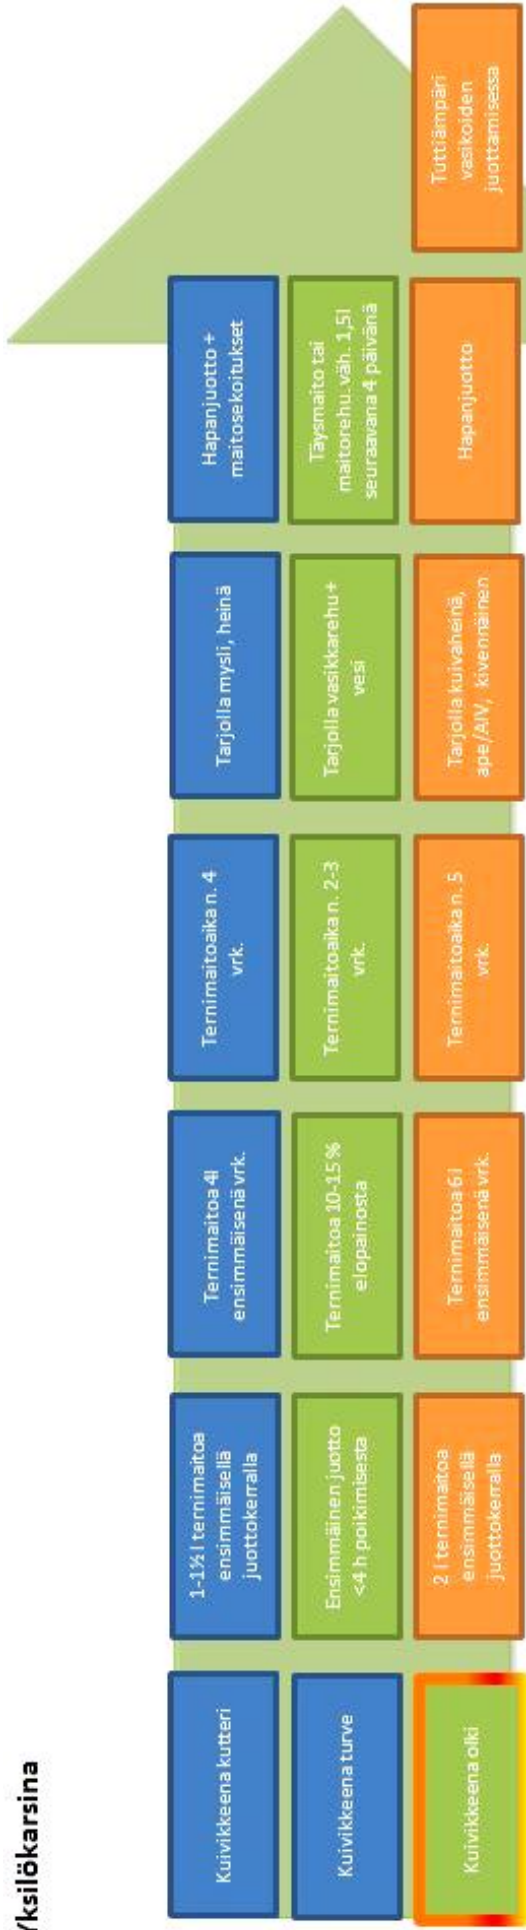 Yksilökarsina
Kuivikkeena kutteri
1-1½ l ternimaitoa
ensimmäisellä
juottokerralla
Ternimaitoa 4l
ensimmäisenä vrk.
Ternimaitoaika n. 4
vrk.
Tarjolla mysli, heinä
Hapanjuotto +
maitosekoitukset
Kuivikkeena turve
Ensimmäinen juotto
<4 h poikimisesta
Ternimaitoa 10-15%
elopainosta
Ternimaitoaika n. 2-3
vrk.
Tarjolla vasikkarehu +
vesi
Täysmaito tai
maitorehu väh. 1,5l
seuraavana 4 päivänä
Kuivikkeena olki
2 l ternimaitoa
ensimmäisellä
juottokerralla
Ternimaitoa 6l
ensimmäisenä vrk.
Ternimaitoaika n. 5
vrk.
Tarjolla kuivaheinä,
ape/AIV, kivennäinen
Hapanjuotto
Tuttiämpäri
vasikoiden
juottamisessa